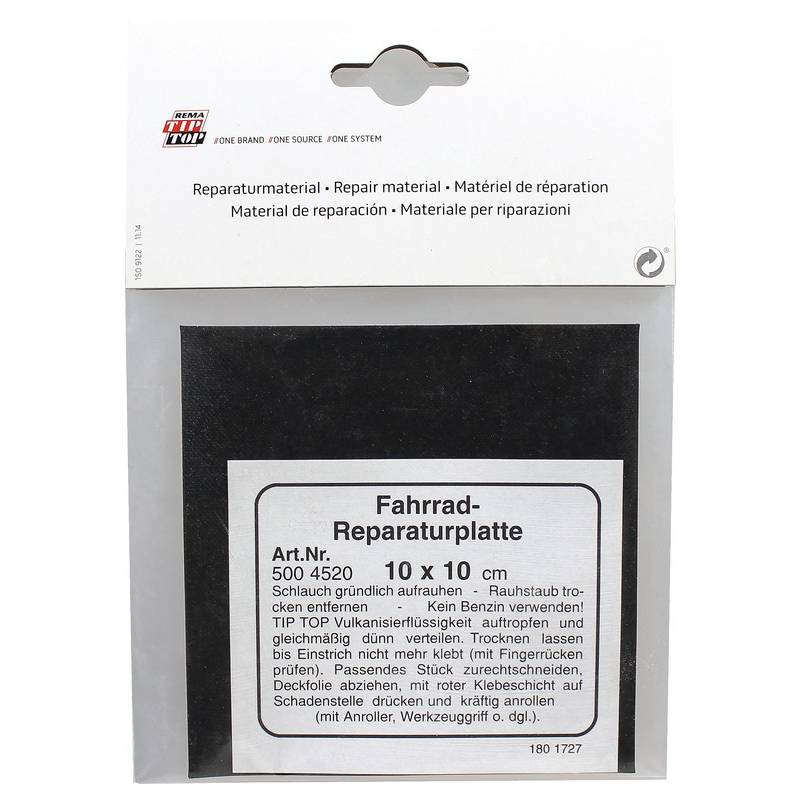 REMA
TIP
TOP
//ONE BRAND //ONE SOURCE //ONE SYSTEM
Reparaturmaterial • Repair material • Matériel de réparation
Material de reparación • Materiale per riparazioni
150 9122 | 11.14
®
Fahrrad-
Reparaturplatte
Art.Nr.
500 4520 10 x 10 cm
Schlauch gründlich aufrauhen - Rauhstaub tro-
cken entfernen - Kein Benzin verwenden!
TIP TOP Vulkanisierflüssigkeit auftropfen und
gleichmäßig dünn verteilen. Trocknen lassen
bis Einstrich nicht mehr klebt (mit Fingerrücken
prüfen). Passendes Stück zurechtschneiden,
Deckfolie abziehen, mit roter Klebeschicht auf
Schadenstelle drücken und kräftig anrollen
(mit Anroller, Werkzeuggriff o. dgl.).
180 1727